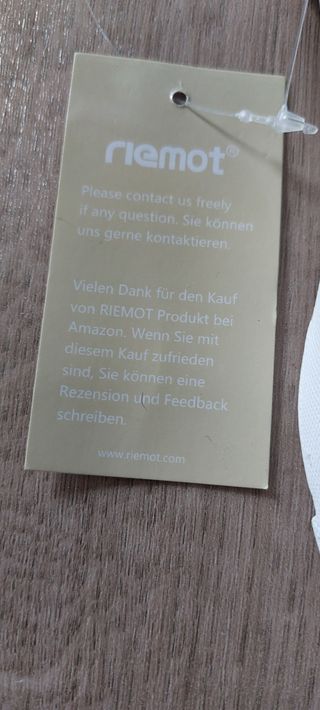 riemot®
Please contact us freely
if any question. Sie können
uns gerne kontaktieren.
Vielen Dank für den Kauf
von RIEMOT Produkt bei
Amazon. Wenn Sie mit
diesem Kauf zufrieden
sind, Sie können eine
Rezension und Feedback
schreiben.
www.riemot.com